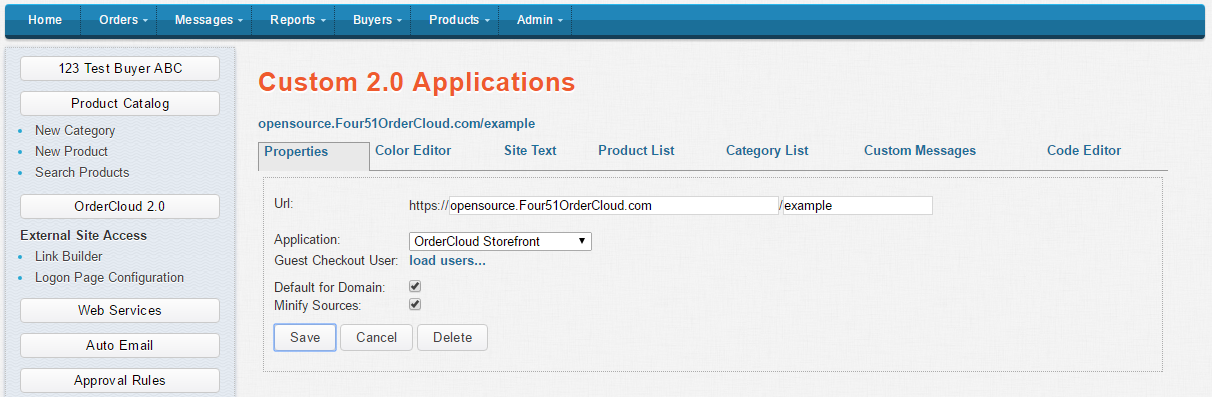 Home Orders Messages Reports Buyers Products Admin
123 Test Buyer ABC
Product Catalog
New Category
New Product
Search Products
OrderCloud 2.0
External Site Access
Link Builder
Logon Page Configuration
Web Services
Auto Email
Approval Rules
Custom 2.0 Applications
opensource.Four51OrderCloud.com/example
Properties Color Editor Site Text Product List Category List Custom Messages Code Editor
Url: https://opensource.Four51OrderCloud.com/example
Application: OrderCloud Storefront
Guest Checkout User: load users...
Default for Domain:
Minify Sources:
Save Cancel Delete